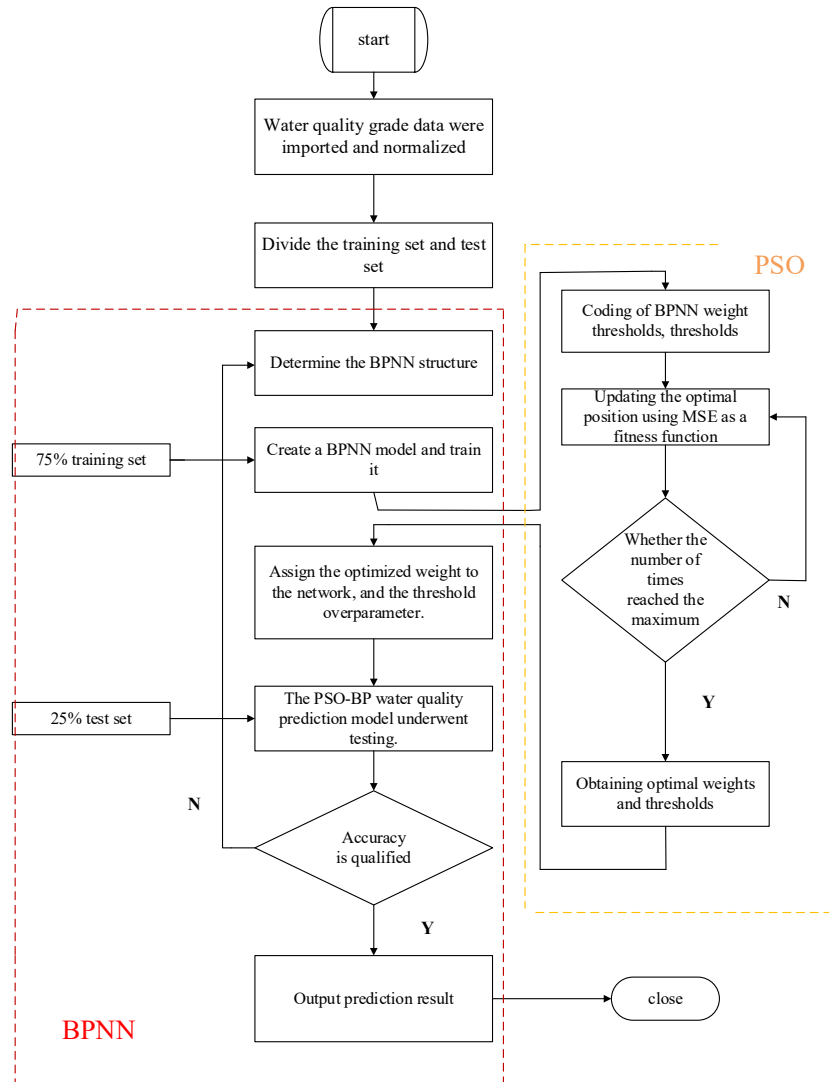 start
Water quality grade data were
imported and normalized
Divide the training set and test
set
PSO
Coding of BPNN weight
thresholds, thresholds
Determine the BPNN structure
Updating the optimal
position using MSE as a
fitness function
75% training set
Create a BPNN model and train
it
Whether the
number of
times
reached the
maximum
N
Assign the optimized weight to
the network, and the threshold
overparameter.
25% test set
The PSO-BP water quality
prediction model underwent
testing.
Y
Obtaining optimal weights
and thresholds
N
Accuracy
is qualified
Y
Output prediction result
close
BPNN